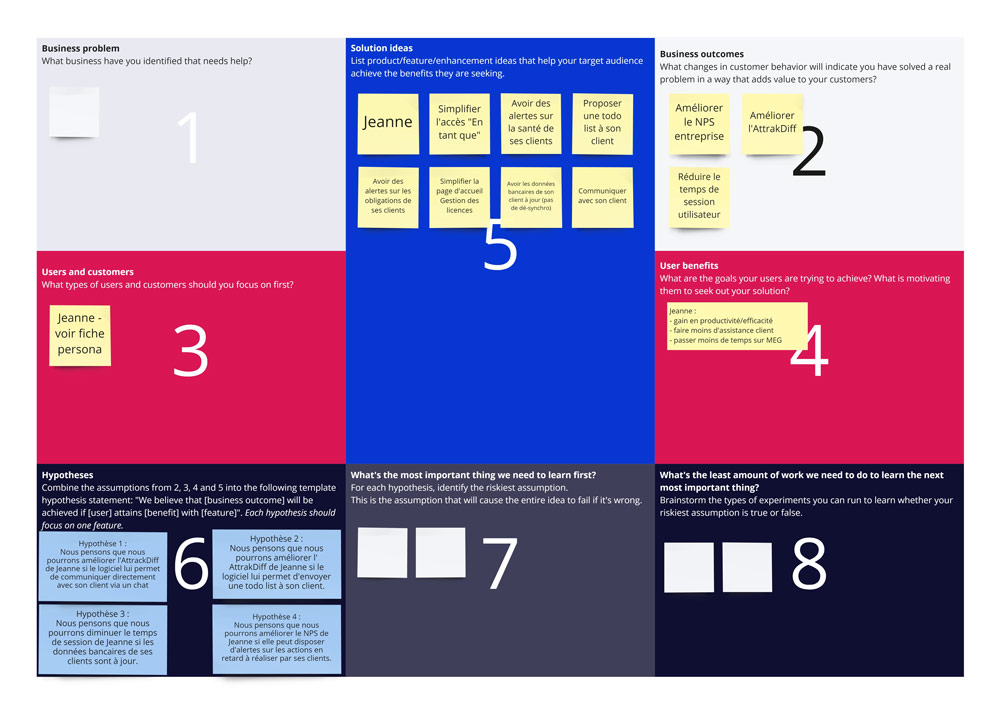 Business problem
What business have you identified that needs help?
1
Solution ideas
List product/feature/enhancement ideas that help your target audience
achieve the benefits they are seeking.
Jeanne
Simplifier
l'accès "En
tant que"
Avoir des
alertes sur
la santé de
ses clients
Proposer
une todo
list à son
client
Avoir des
alertes sur les
obligations de
ses clients
Simplifier la
page d'accueil
Gestion des
licences
Avoir les données
bancaires de son
client à jour (pas
de dé-synchro)
Communiquer
avec son client
5
Business outcomes
What changes in customer behavior will indicate you have solved a real
problem in a way that adds value to your customers?
Améliorer
le NPS
entreprise
Améliorer
l'AttrakDiff
2
Réduire le
temps de
session
utilisateur
Users and customers
What types of users and customers should you focus on first?
Jeanne -
voir fiche
persona
3
User benefits
What are the goals your users are trying to achieve? What is motivating
them to seek out your solution?
Jeanne :
- gain en productivité/efficacité
- faire moins d'assistance client
- passer moins de temps sur MEG
4
Hypotheses
Combine the assumptions from 2, 3, 4 and 5 into the following template
hypothesis statement: "We believe that [business outcome] will be
achieved if [user] attains [benefit] with [feature]". Each hypothesis should
focus on one feature.
Hypothèse 1 :
Nous pensons que nous
pourrons améliorer l'AttrackDiff
de Jeanne si le logiciel lui permet
de communiquer directement
avec son client via un chat
6
Hypothèse 2 :
Nous pensons que nous
pourrons améliorer l'
AttrakDiff de Jeanne si le
logiciel lui permet d'envoyer
une todo list à son client.
Hypothèse 3 :
Nous pensons que nous
pourrons diminuer le temps
de session de Jeanne si les
données bancaires de ses
clients sont à jour.
Hypothèse 4 :
Nous pensons que nous
pourrons améliorer le NPS de
Jeanne si elle peut disposer
d'alertes sur les actions en
retard à réaliser par ses clients.
What's the most important thing we need to learn first?
For each hypothesis, identify the riskiest assumption.
This is the assumption that will cause the entire idea to fail if it's wrong.
7
What's the least amount of work we need to do to learn the next
most important thing?
Brainstorm the types of experiments you can run to learn whether your
riskiest assumption is true or false.
8